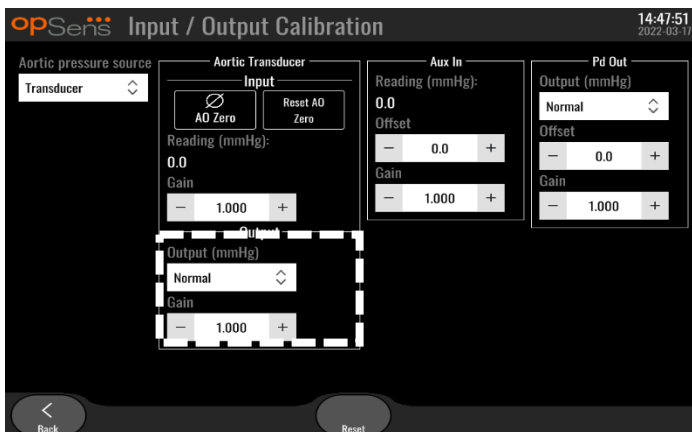 opSens Input / Output Calibration
14:47:51
2022-03-17
Aortic pressure source
Transducer
Aortic Transducer
Input
AO Zero
Reset AO
Zero
Reading (mmHg):
0.0
Gain
− 1.000 +
Output
Output (mmHg)
Normal
Gain
− 1.000 +
Aux In
Reading (mmHg):
0.0
Offset
− 0.0 +
Gain
− 1.000 +
Pd Out
Output (mmHg)
Normal
Offset
− 0.0 +
Gain
− 1.000 +
Back
Reset